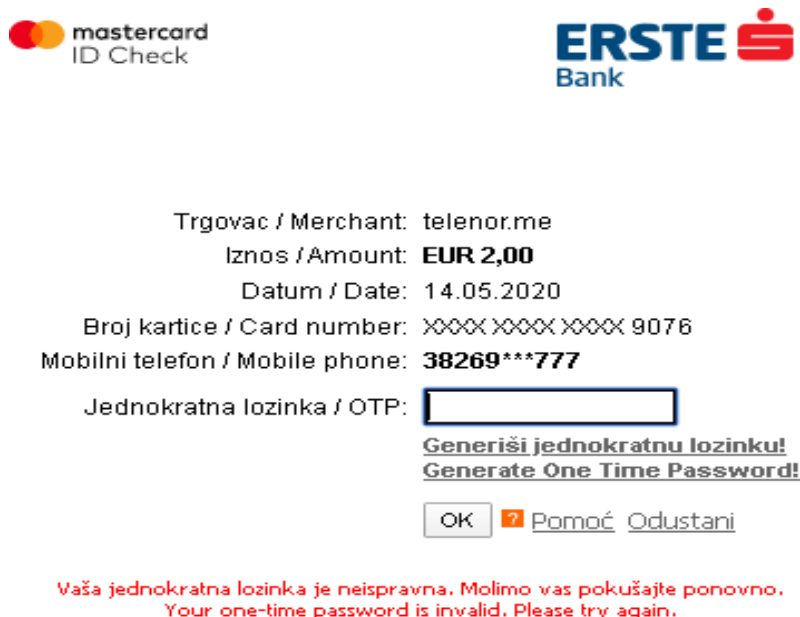 mastercard
ID Check
ERSTE
Bank
Trgovac / Merchant: telenor.me
Iznos / Amount: EUR 2,00
Datum / Date: 14.05.2020
Broj kartice / Card number: XXXX XXXX XXXX 9076
Mobilni telefon / Mobile phone: 38269***777
Jednokratna lozinka / OTP:
Generiši jednokratnu lozinku!
Generate One Time Password!
OK ? Pomoć Odustani
Vaša jednokratna lozinka je neispravna. Molimo vas pokušajte ponovno.
Your one-time password is invalid. Please try again.